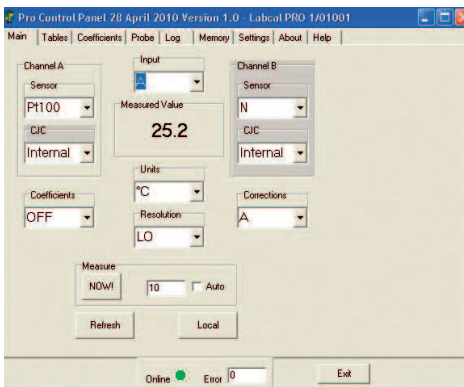 Pro Control Panel 28 April 2010 Version 1.0 - Labcal PRO 1/01001
Main Tables Coefficients Probe Log Memory Settings About Help
Channel A
Sensor
Pt100
CJC
Internal
Input
A
Measured Value
25.2
Channel B
Sensor
N
CJC
Internal
Units
°C
Coefficients
OFF
Resolution
LO
Corrections
A
Measure
NOW! 10 Auto
Refresh Local
Online Error 0 Exit